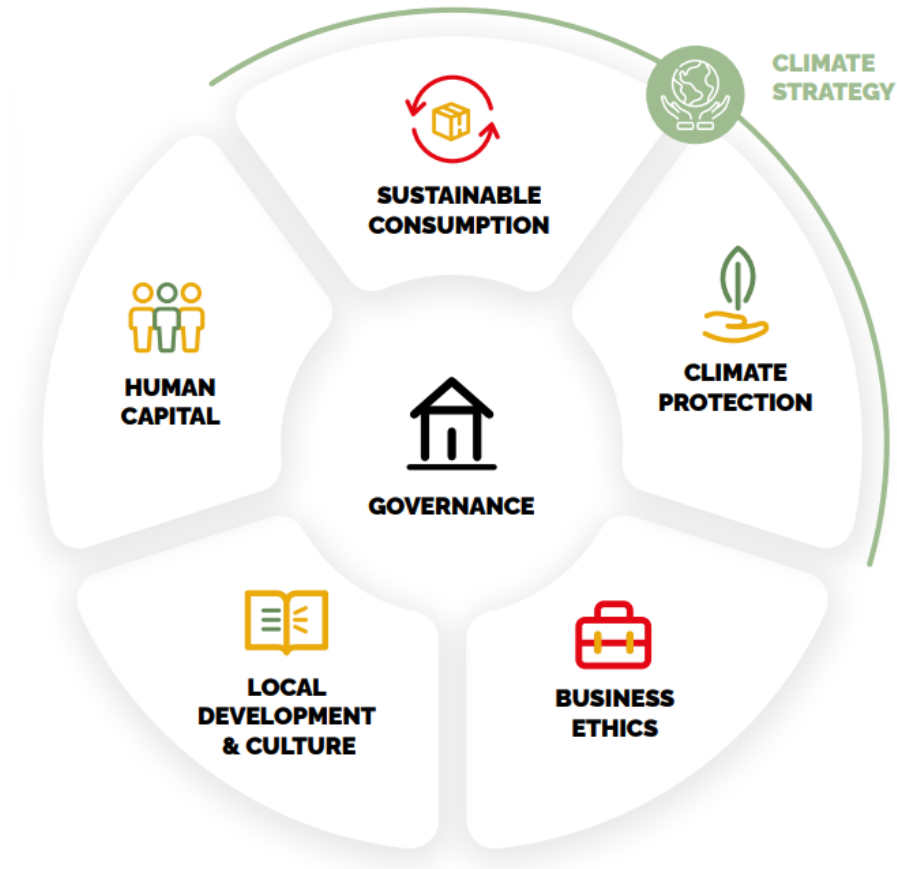 CLIMATE
STRATEGY
SUSTAINABLE
CONSUMPTION
HUMAN
CAPITAL
CLIMATE
PROTECTION
GOVERNANCE
LOCAL
DEVELOPMENT
& CULTURE
BUSINESS
ETHICS